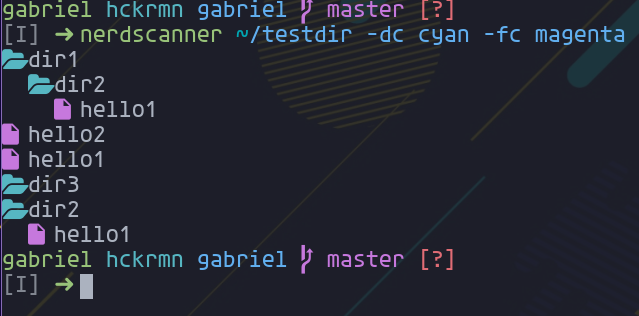 gabriel hckrmn gabriel master [?]
[I] ➜ nerdscanner ~/testdir -dc cyan -fc magenta
dir1
dir2
hello1
hello2
hello1
dir3
dir2
hello1
gabriel hckrmn gabriel master [?]
[I] ➜